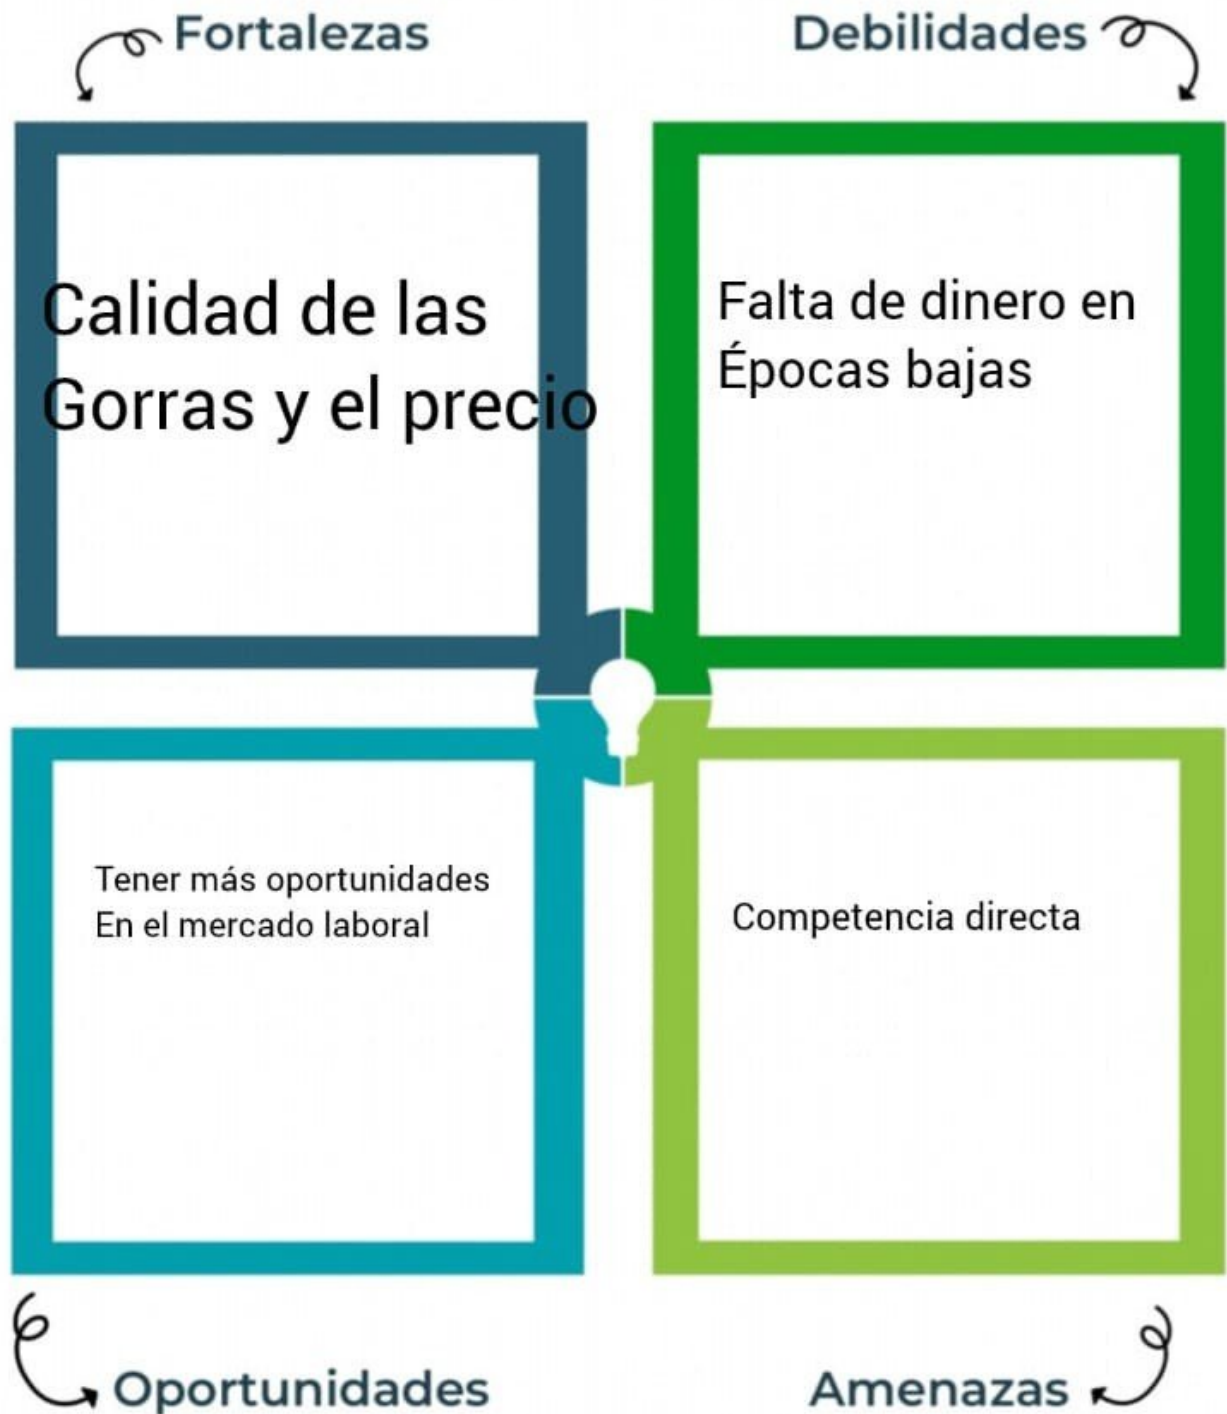 Fortalezas
Debilidades
Calidad de las
Gorras y el precio
Falta de dinero en
Épocas bajas
Tener más oportunidades
En el mercado laboral
Competencia directa
Oportunidades
Amenazas